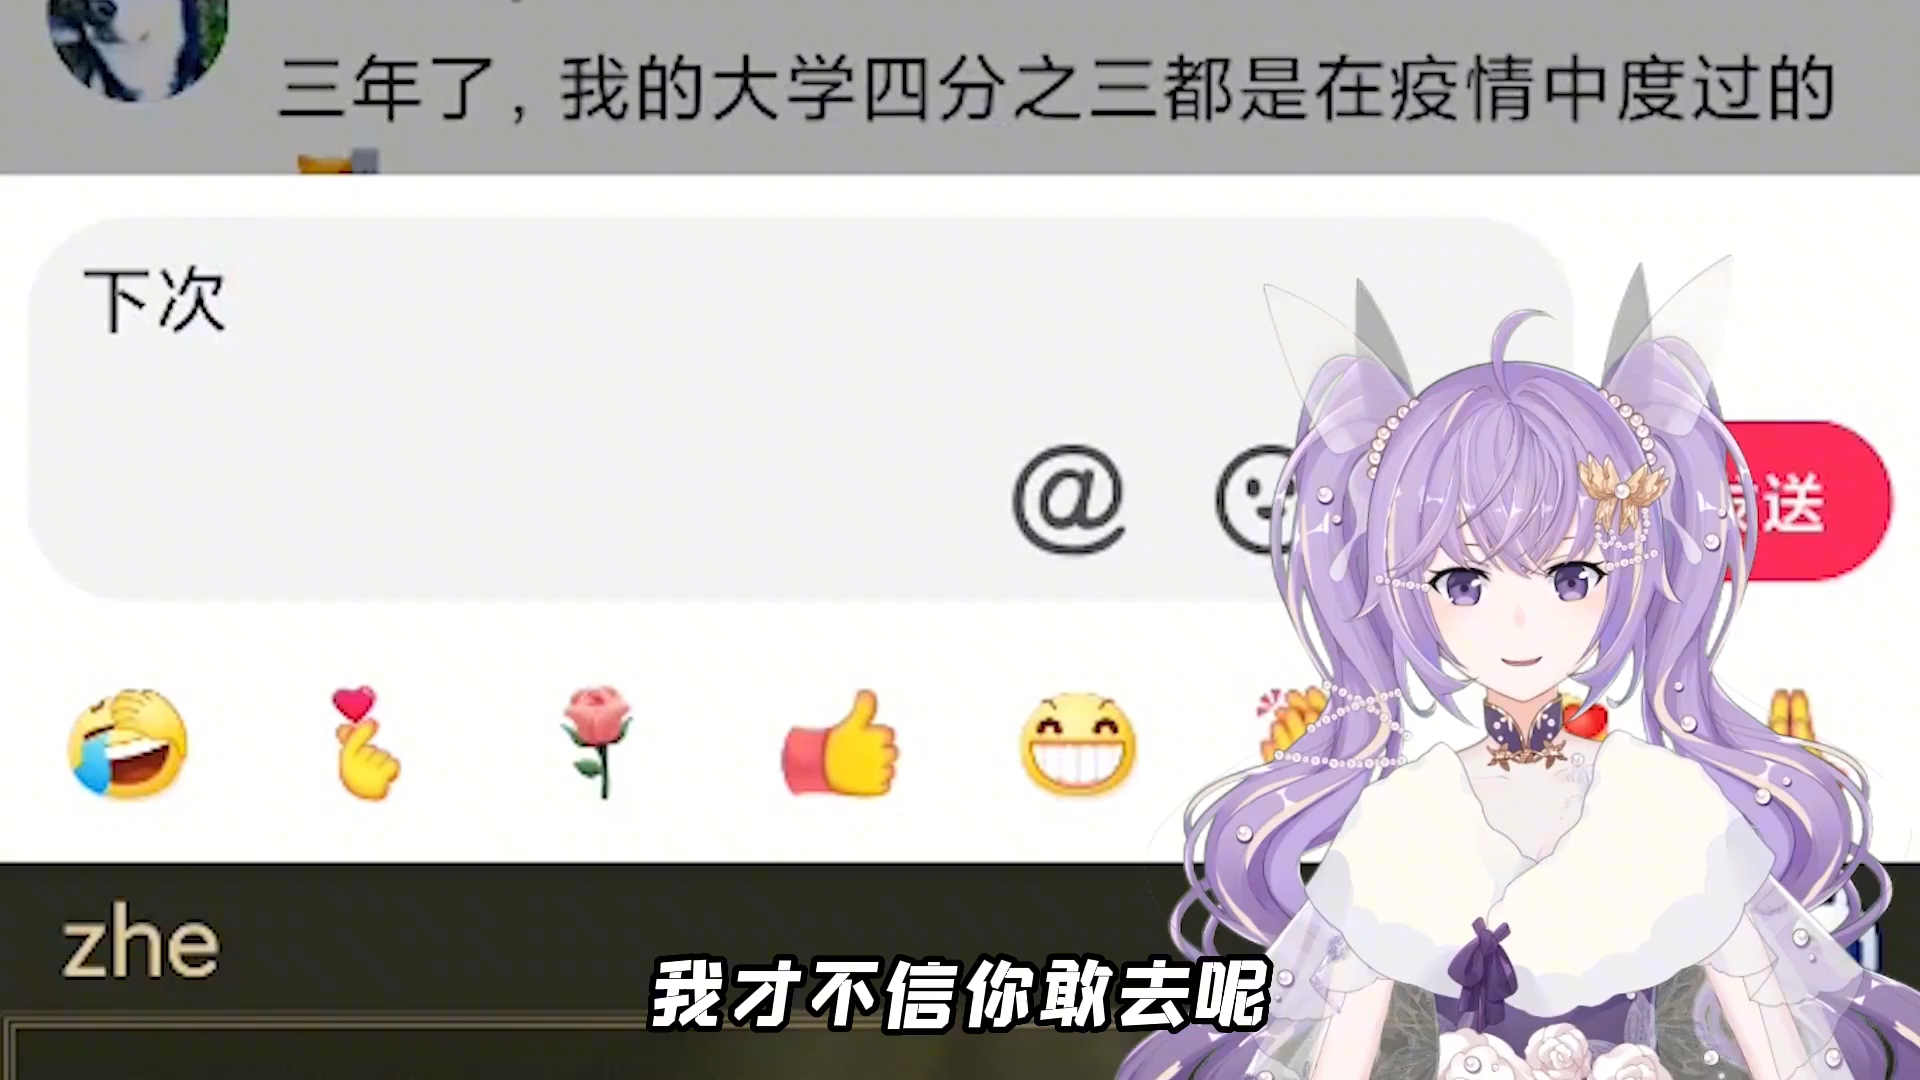 三年了，我的大学四分之三都是在疫情中度过的
下次
@
送
zhe
我才不信你敢去呢